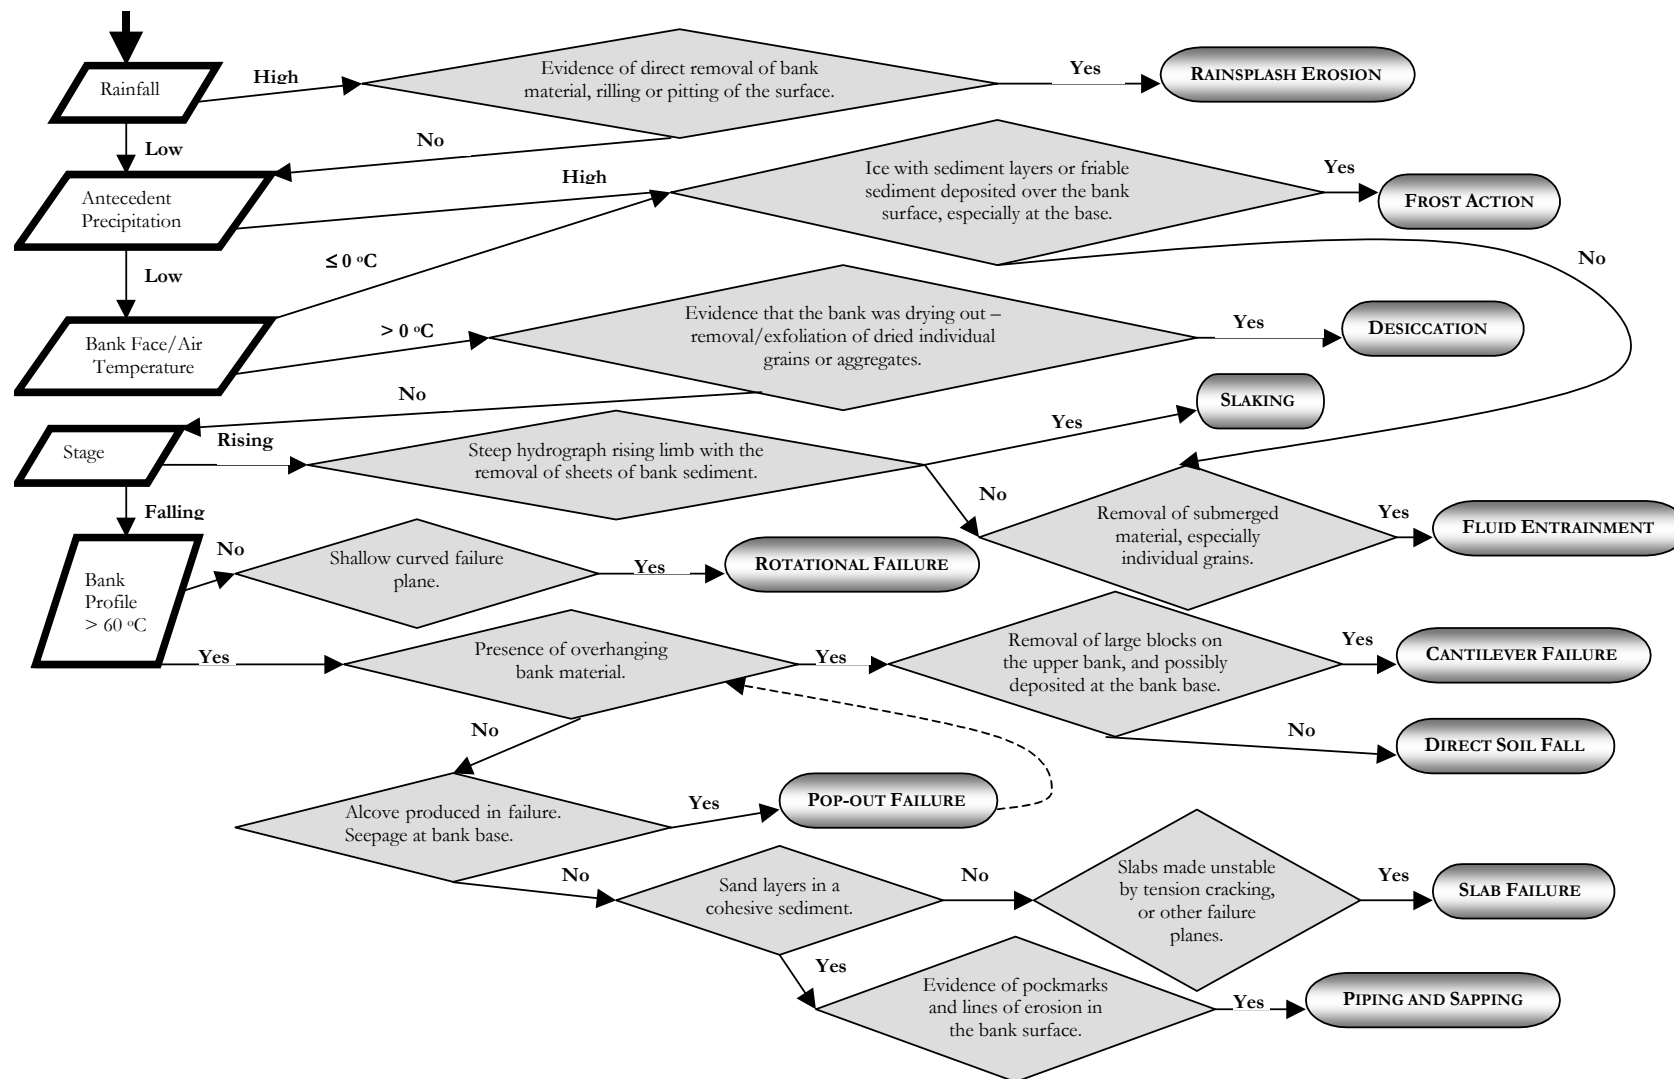 Rainfall
High
Evidence of direct removal of bank
material, rilling or pitting of the surface.
Yes
RAINSPLASH EROSION
Low
No
Antecedent
Precipitation
High
Ice with sediment layers or friable
sediment deposited over the bank
surface, especially at the base.
Yes
FROST ACTION
No
Low
≤ 0 °C
Bank Face/Air
Temperature
> 0 °C
Evidence that the bank was drying out –
removal/exfoliation of dried individual
grains or aggregates.
Yes
DESICCATION
No
Stage
Rising
Steep hydrograph rising limb with the
removal of sheets of bank sediment.
Yes
SLAKING
No
Removal of submerged
material, especially
individual grains.
Yes
FLUID ENTRAINMENT
Falling
Bank
Profile
> 60 °C
No
Shallow curved failure
plane.
Yes
ROTATIONAL FAILURE
Yes
Presence of overhanging
bank material.
Yes
Removal of large blocks on
the upper bank, and possibly
deposited at the bank base.
Yes
CANTILEVER FAILURE
No
DIRECT SOIL FALL
No
Alcove produced in failure.
Seepage at bank base.
Yes
POP-OUT FAILURE
No
Sand layers in a
cohesive sediment.
No
Slabs made unstable
by tension cracking,
or other failure
planes.
Yes
SLAB FAILURE
Yes
Evidence of pockmarks
and lines of erosion in
the bank surface.
Yes
PIPING AND SAPPING